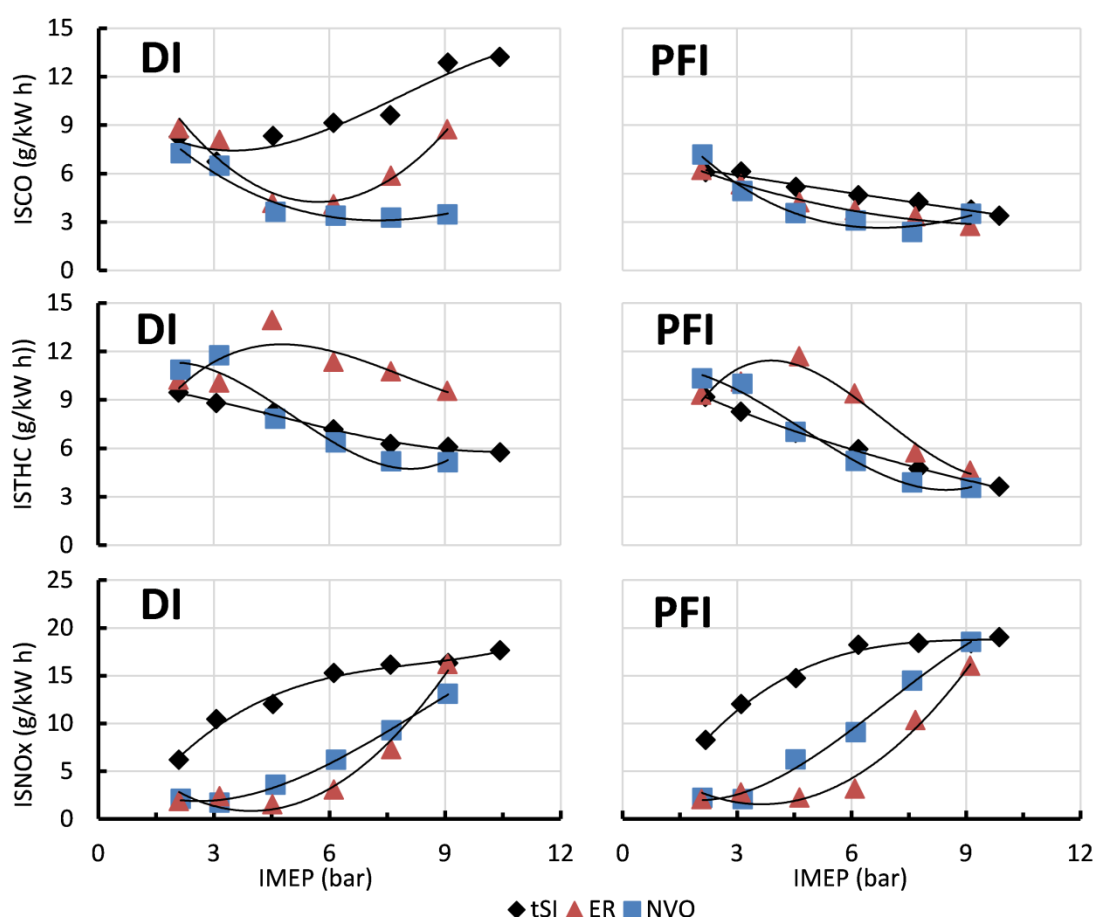 15
12
9
6
3
0
ISCO (g/kW h)
DI
PFI
15
12
9
6
3
0
ISTHC (g/kW h))
DI
PFI
25
20
15
10
5
0
ISNOx (g/kW h)
DI
PFI
0 3 6 9 12
0 3 6 9 12
IMEP (bar)
IMEP (bar)
tSI ER NVO